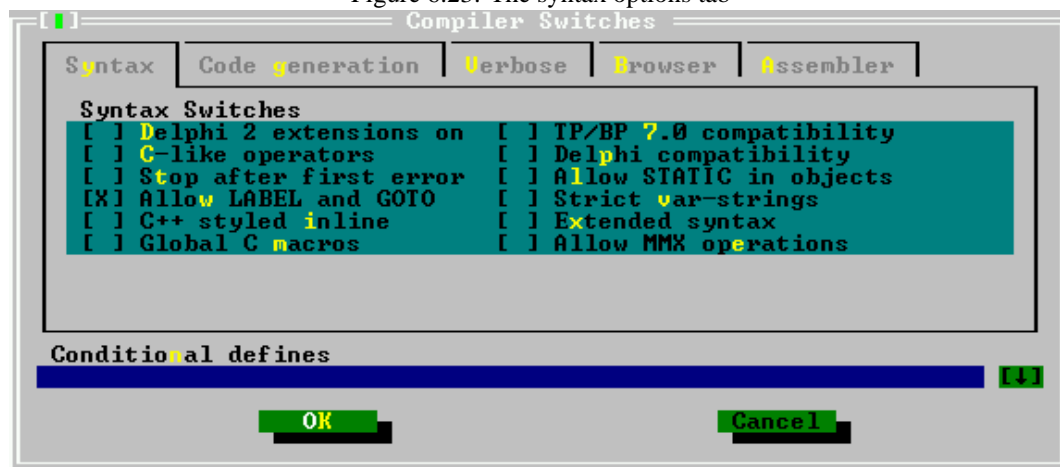 Figure 6.25: The syntax options tab
[ ] Compiler Switches
Syntax Code generation Verbose Browser Assembler
Syntax Switches
[ ] Delphi 2 extensions on [ ] TP/BP 7.0 compatibility
[ ] C-like operators [ ] Delphi compatibility
[ ] Stop after first error [ ] Allow STATIC in objects
[X] Allow LABEL and GOTO [ ] Strict var-strings
[ ] C++ styled inline [ ] Extended syntax
[ ] Global C macros [ ] Allow MMX operations
Conditional defines
[↓]
OK Cancel